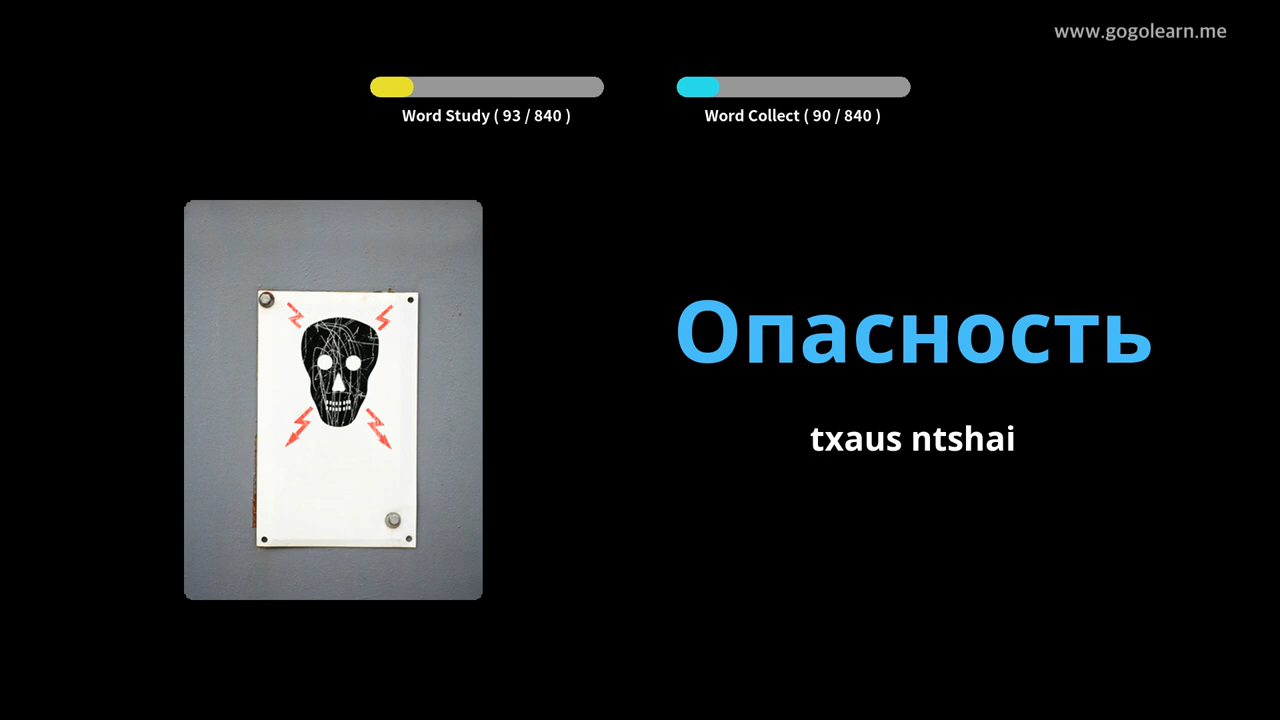 www.gogolearn.me
Word Study ( 93 / 840 )
Word Collect ( 90 / 840 )
Опасность
txaus ntshai